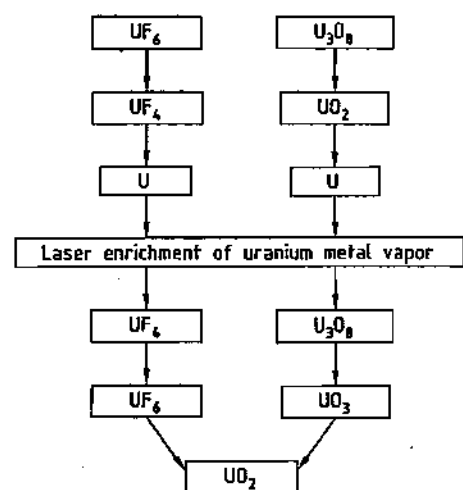 UF₆ U₃O₈
UF₄ UO₂
U U
Laser enrichment of uranium metal vapor
UF₄ U₃O₈
UF₆ UO₃
UO₂